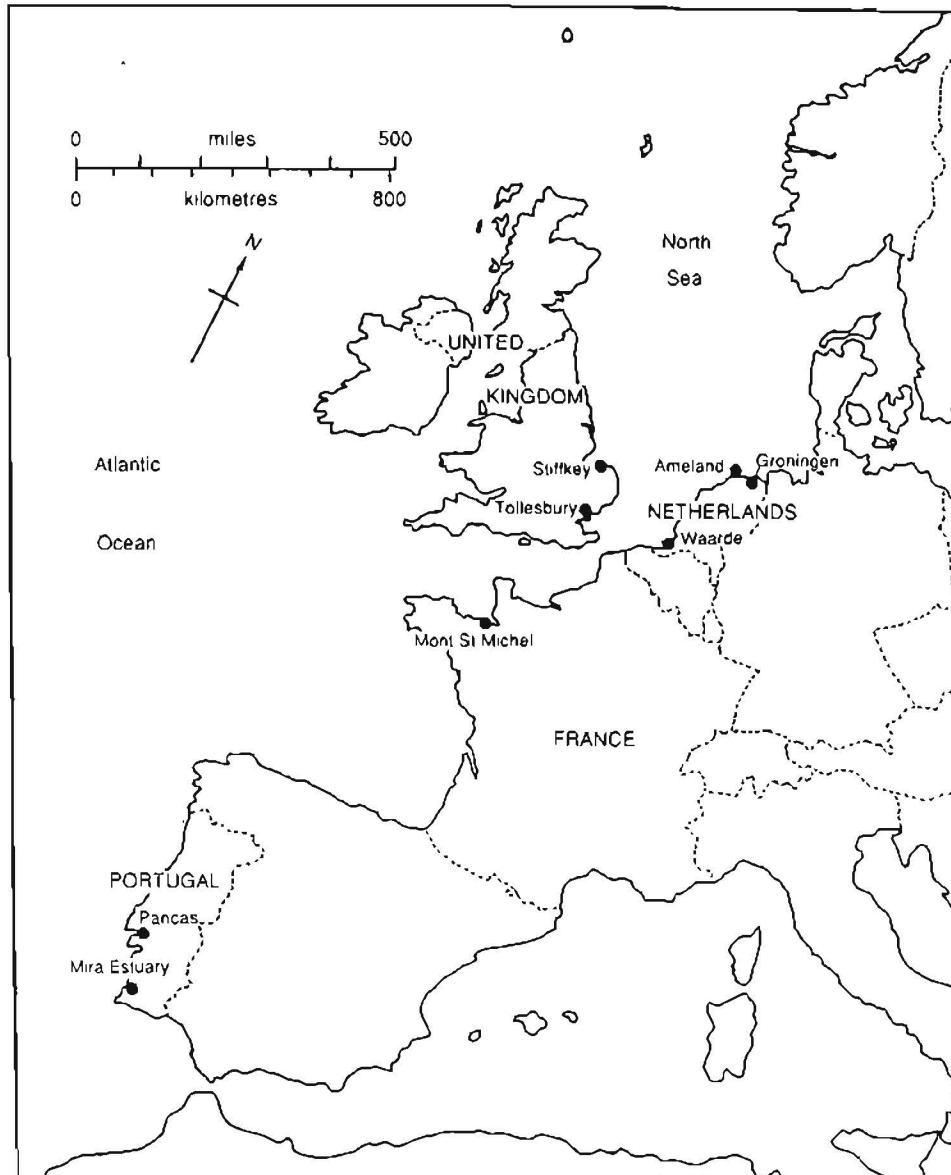 0 miles 500
0 kilometres 800
N
North
Sea
UNITED
KINGDOM
Atlantic
Ocean
Stiffkey
Ameland
Groningen
Tollesbury
NETHERLANDS
Waarde
Mont St Michel
FRANCE
PORTUGAL
Pancas
Mira Estuary